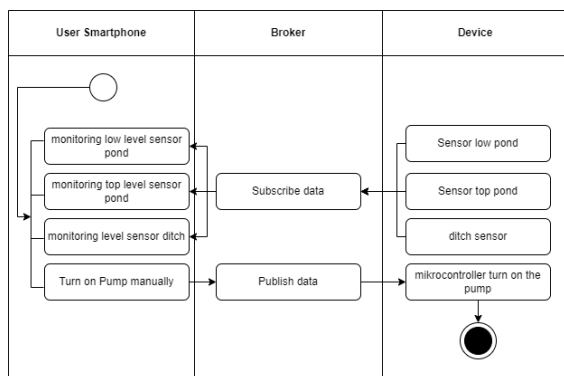 User Smartphone
Broker
Device
monitoring low level sensor
pond
Sensor low pond
monitoring top level sensor
pond
Subscribe data
Sensor top pond
monitoring level sensor ditch
ditch sensor
Turn on Pump manually
Publish data
mikrocontroller turn on the
pump